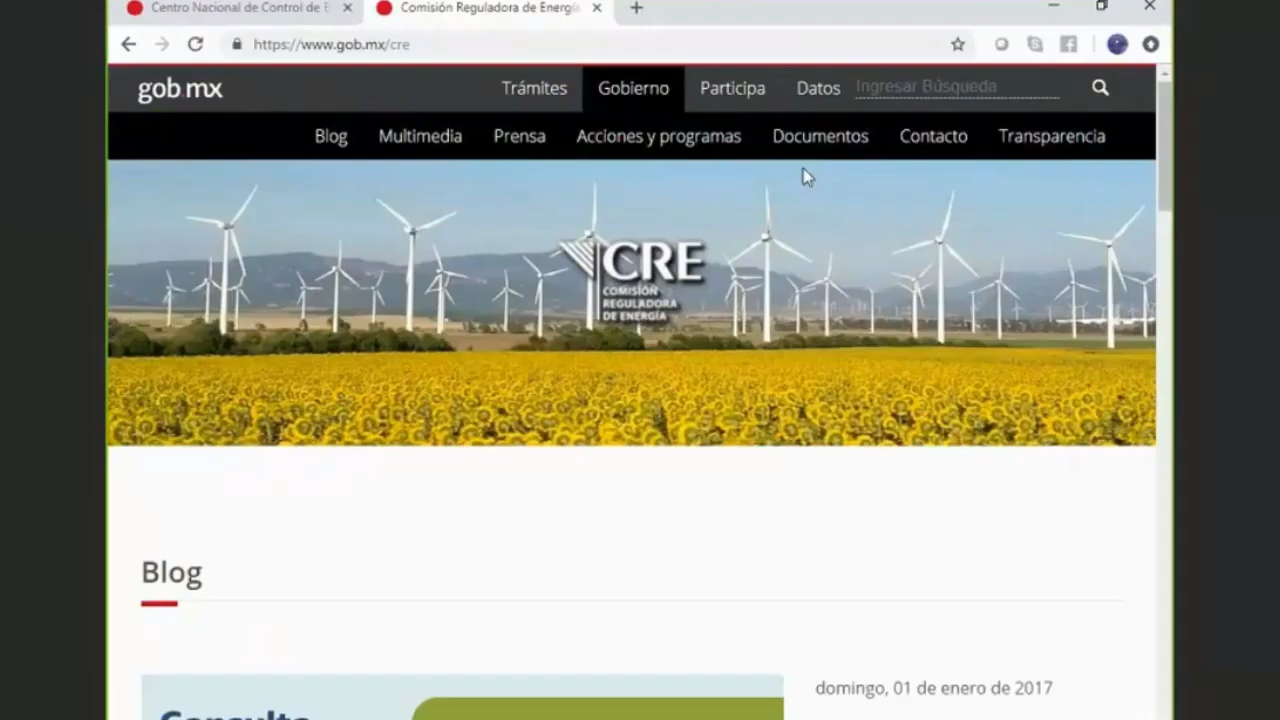 Centro Nacional de Control de E
Comisión Reguladora de Energía
https://www.gob.mx/cre
gob.mx
Trámites
Gobierno
Participa
Datos
Ingresar Búsqueda
Blog
Multimedia
Prensa
Acciones y programas
Documentos
Contacto
Transparencia
CRE
COMISIÓN
REGULADORA
DE ENERGÍA
Blog
domingo, 01 de enero de 2017
Consulta